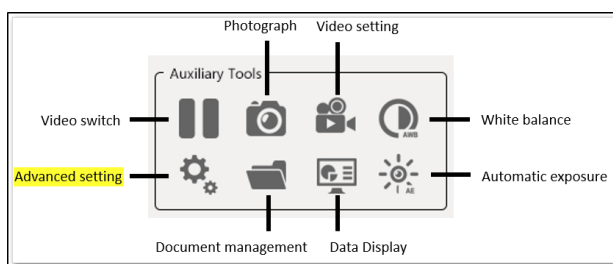 Photograph
Video setting
Auxiliary Tools
Video switch
AWB
White balance
Advanced setting
AE
Automatic exposure
Document management
Data Display